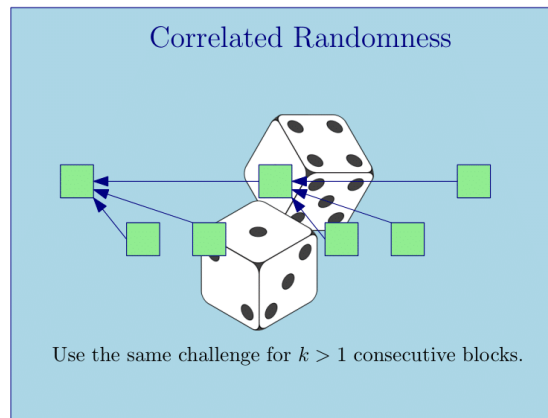 Correlated Randomness
Use the same challenge for k > 1 consecutive blocks.